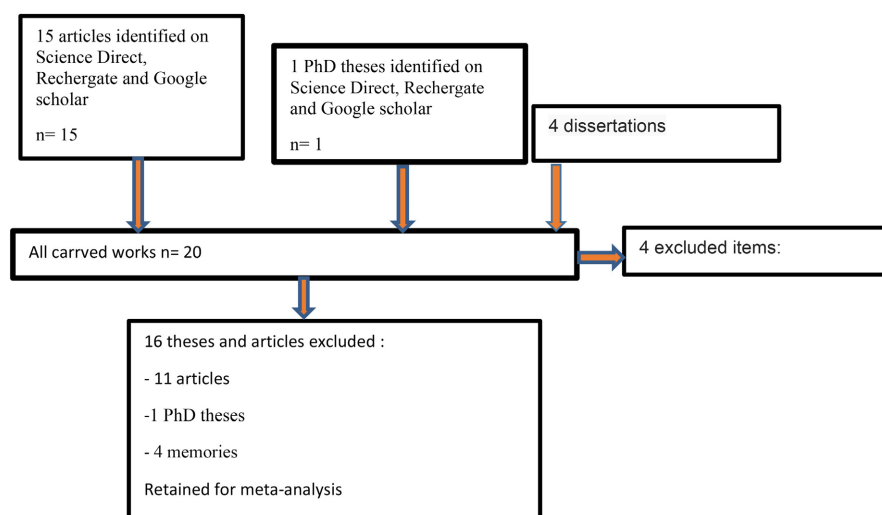 15 articles identified on
Science Direct,
Rechergate and Google
scholar
n= 15
1 PhD theses identified on
Science Direct, Rechergate
and Google scholar
n= 1
4 dissertations
All carrved works n= 20
4 excluded items:
16 theses and articles excluded :
- 11 articles
-1 PhD theses
- 4 memories
Retained for meta-analysis